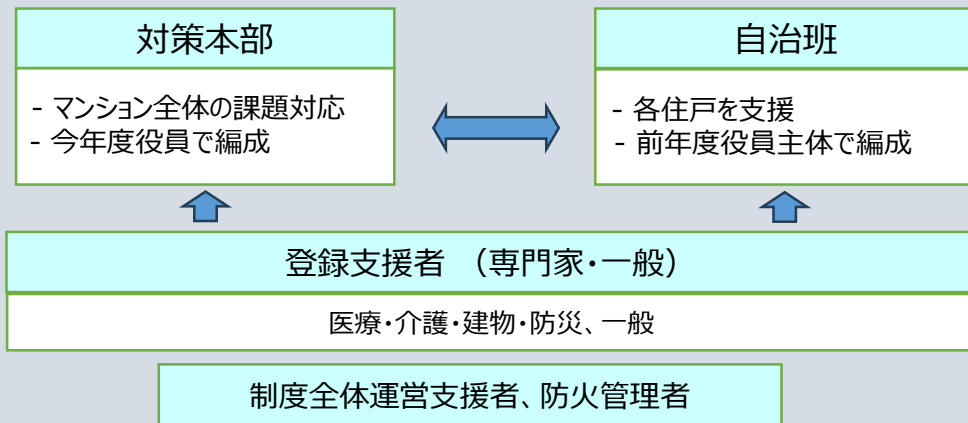 対策本部
- マンション全体の課題対応
- 今年度役員で編成
自治班
- 各住戸を支援
- 前年度役員主体で編成
登録支援者 （専門家・一般）
医療・介護・建物・防災、一般
制度全体運営支援者、防火管理者